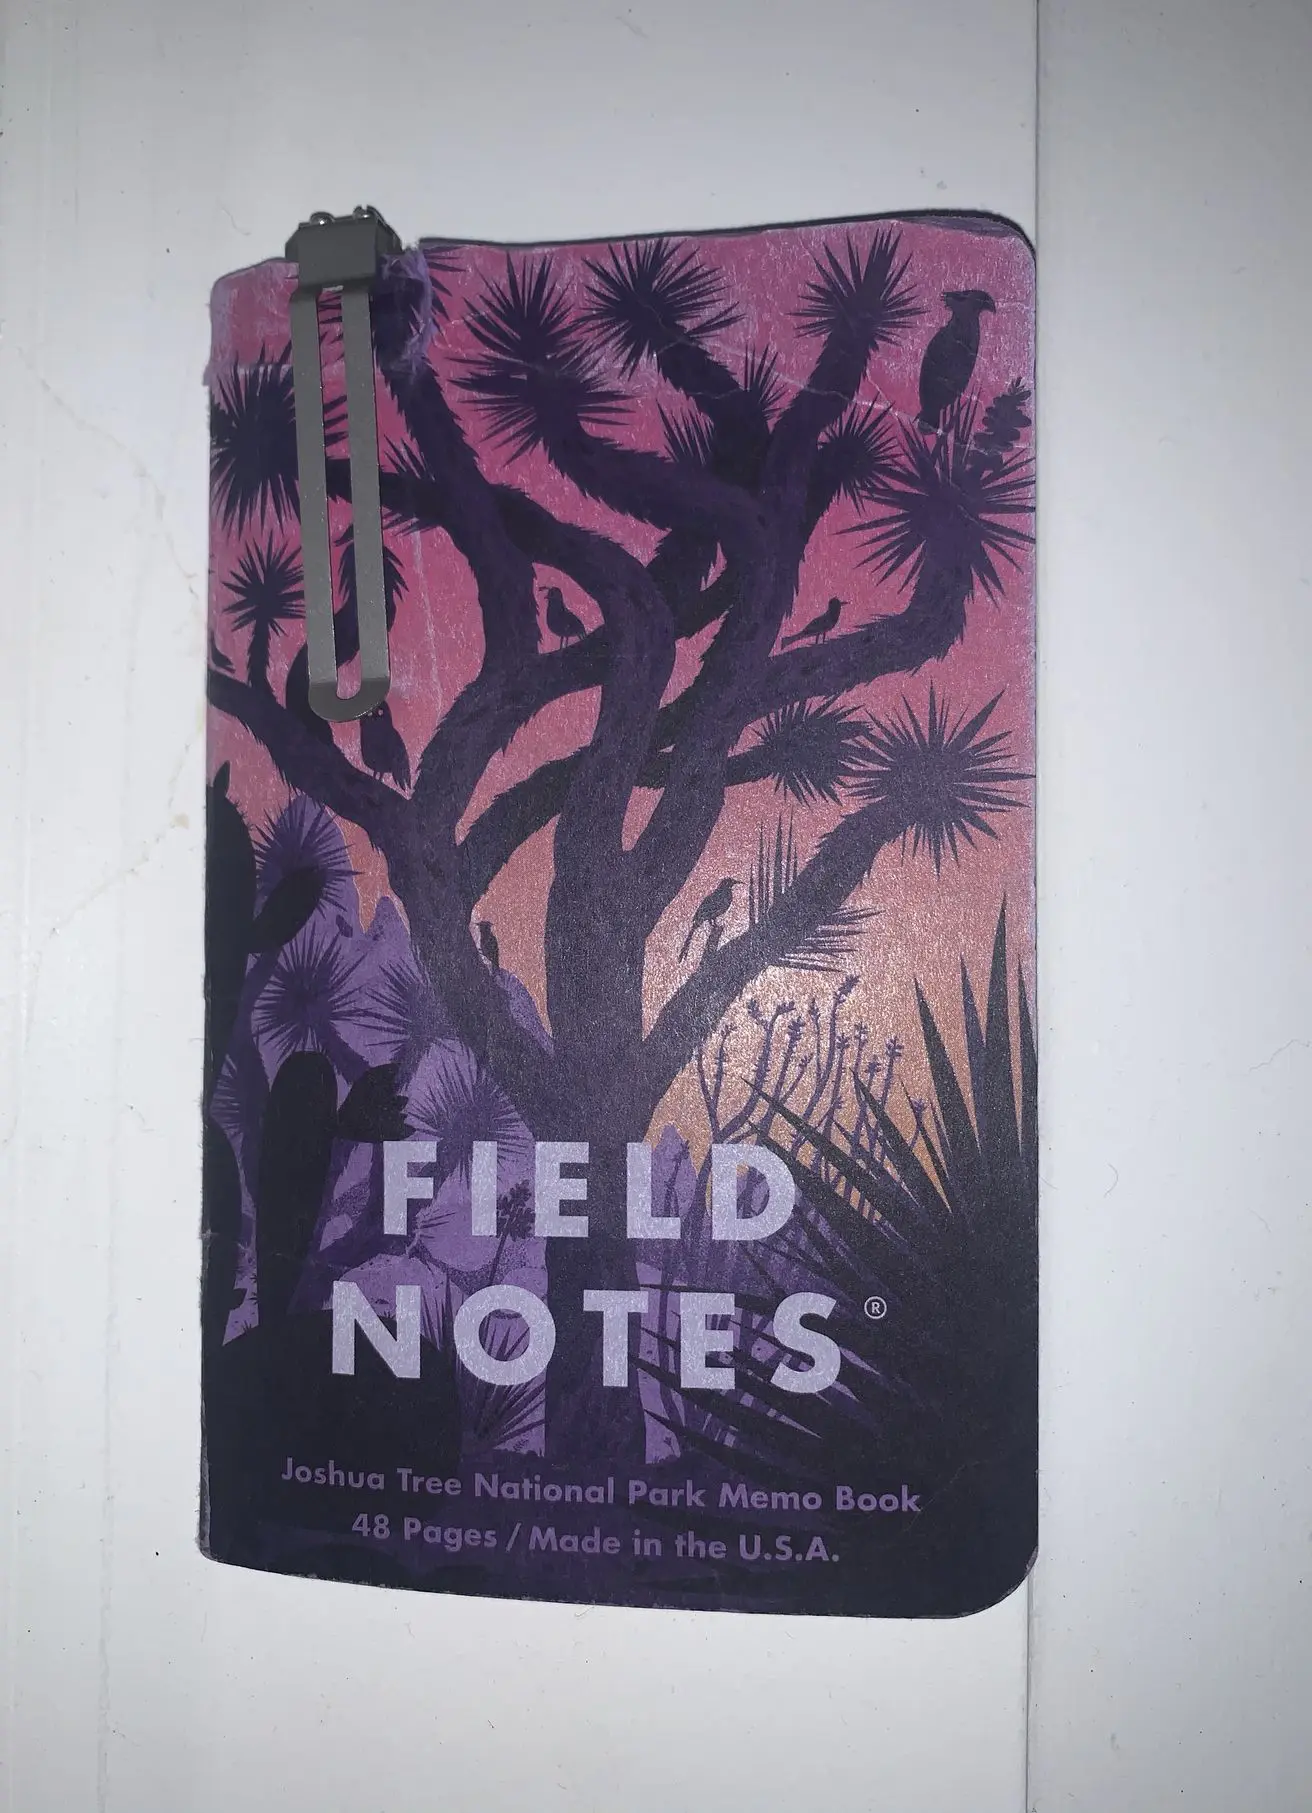 FIELD
NOTES®
Joshua Tree National Park Memo Book
48 Pages / Made in the U.S.A.